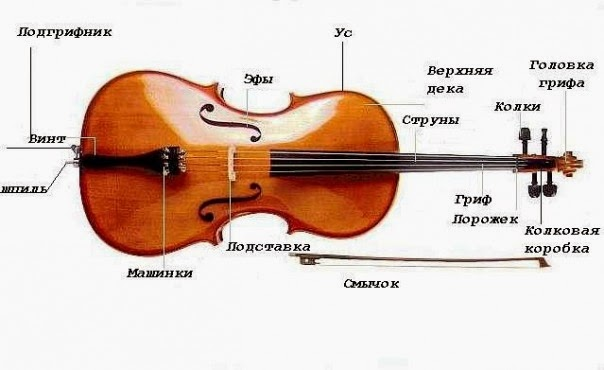 Подгрифник
Ус
Эфы
Верхняя
дека
Головка
грифа
Колки
Струны
Винт
шпиль
Гриф
Порожек
Подставка
Колковая
коробка
Машинки
Смычок